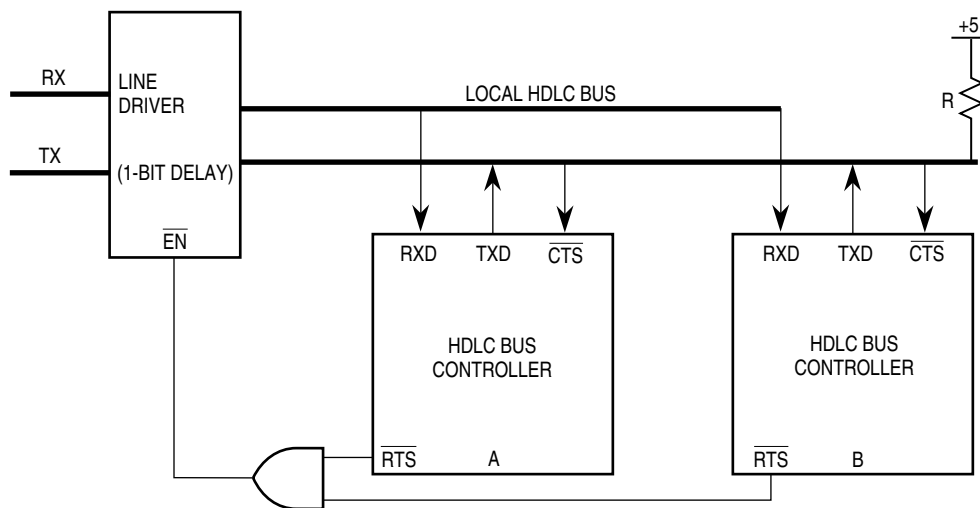 +5
RX
LINE
DRIVER
LOCAL HDLC BUS
R
TX
(1-BIT DELAY)
EN
RXD TXD CTS
RXD TXD CTS
HDLC BUS
CONTROLLER
HDLC BUS
CONTROLLER
RTS A
RTS B